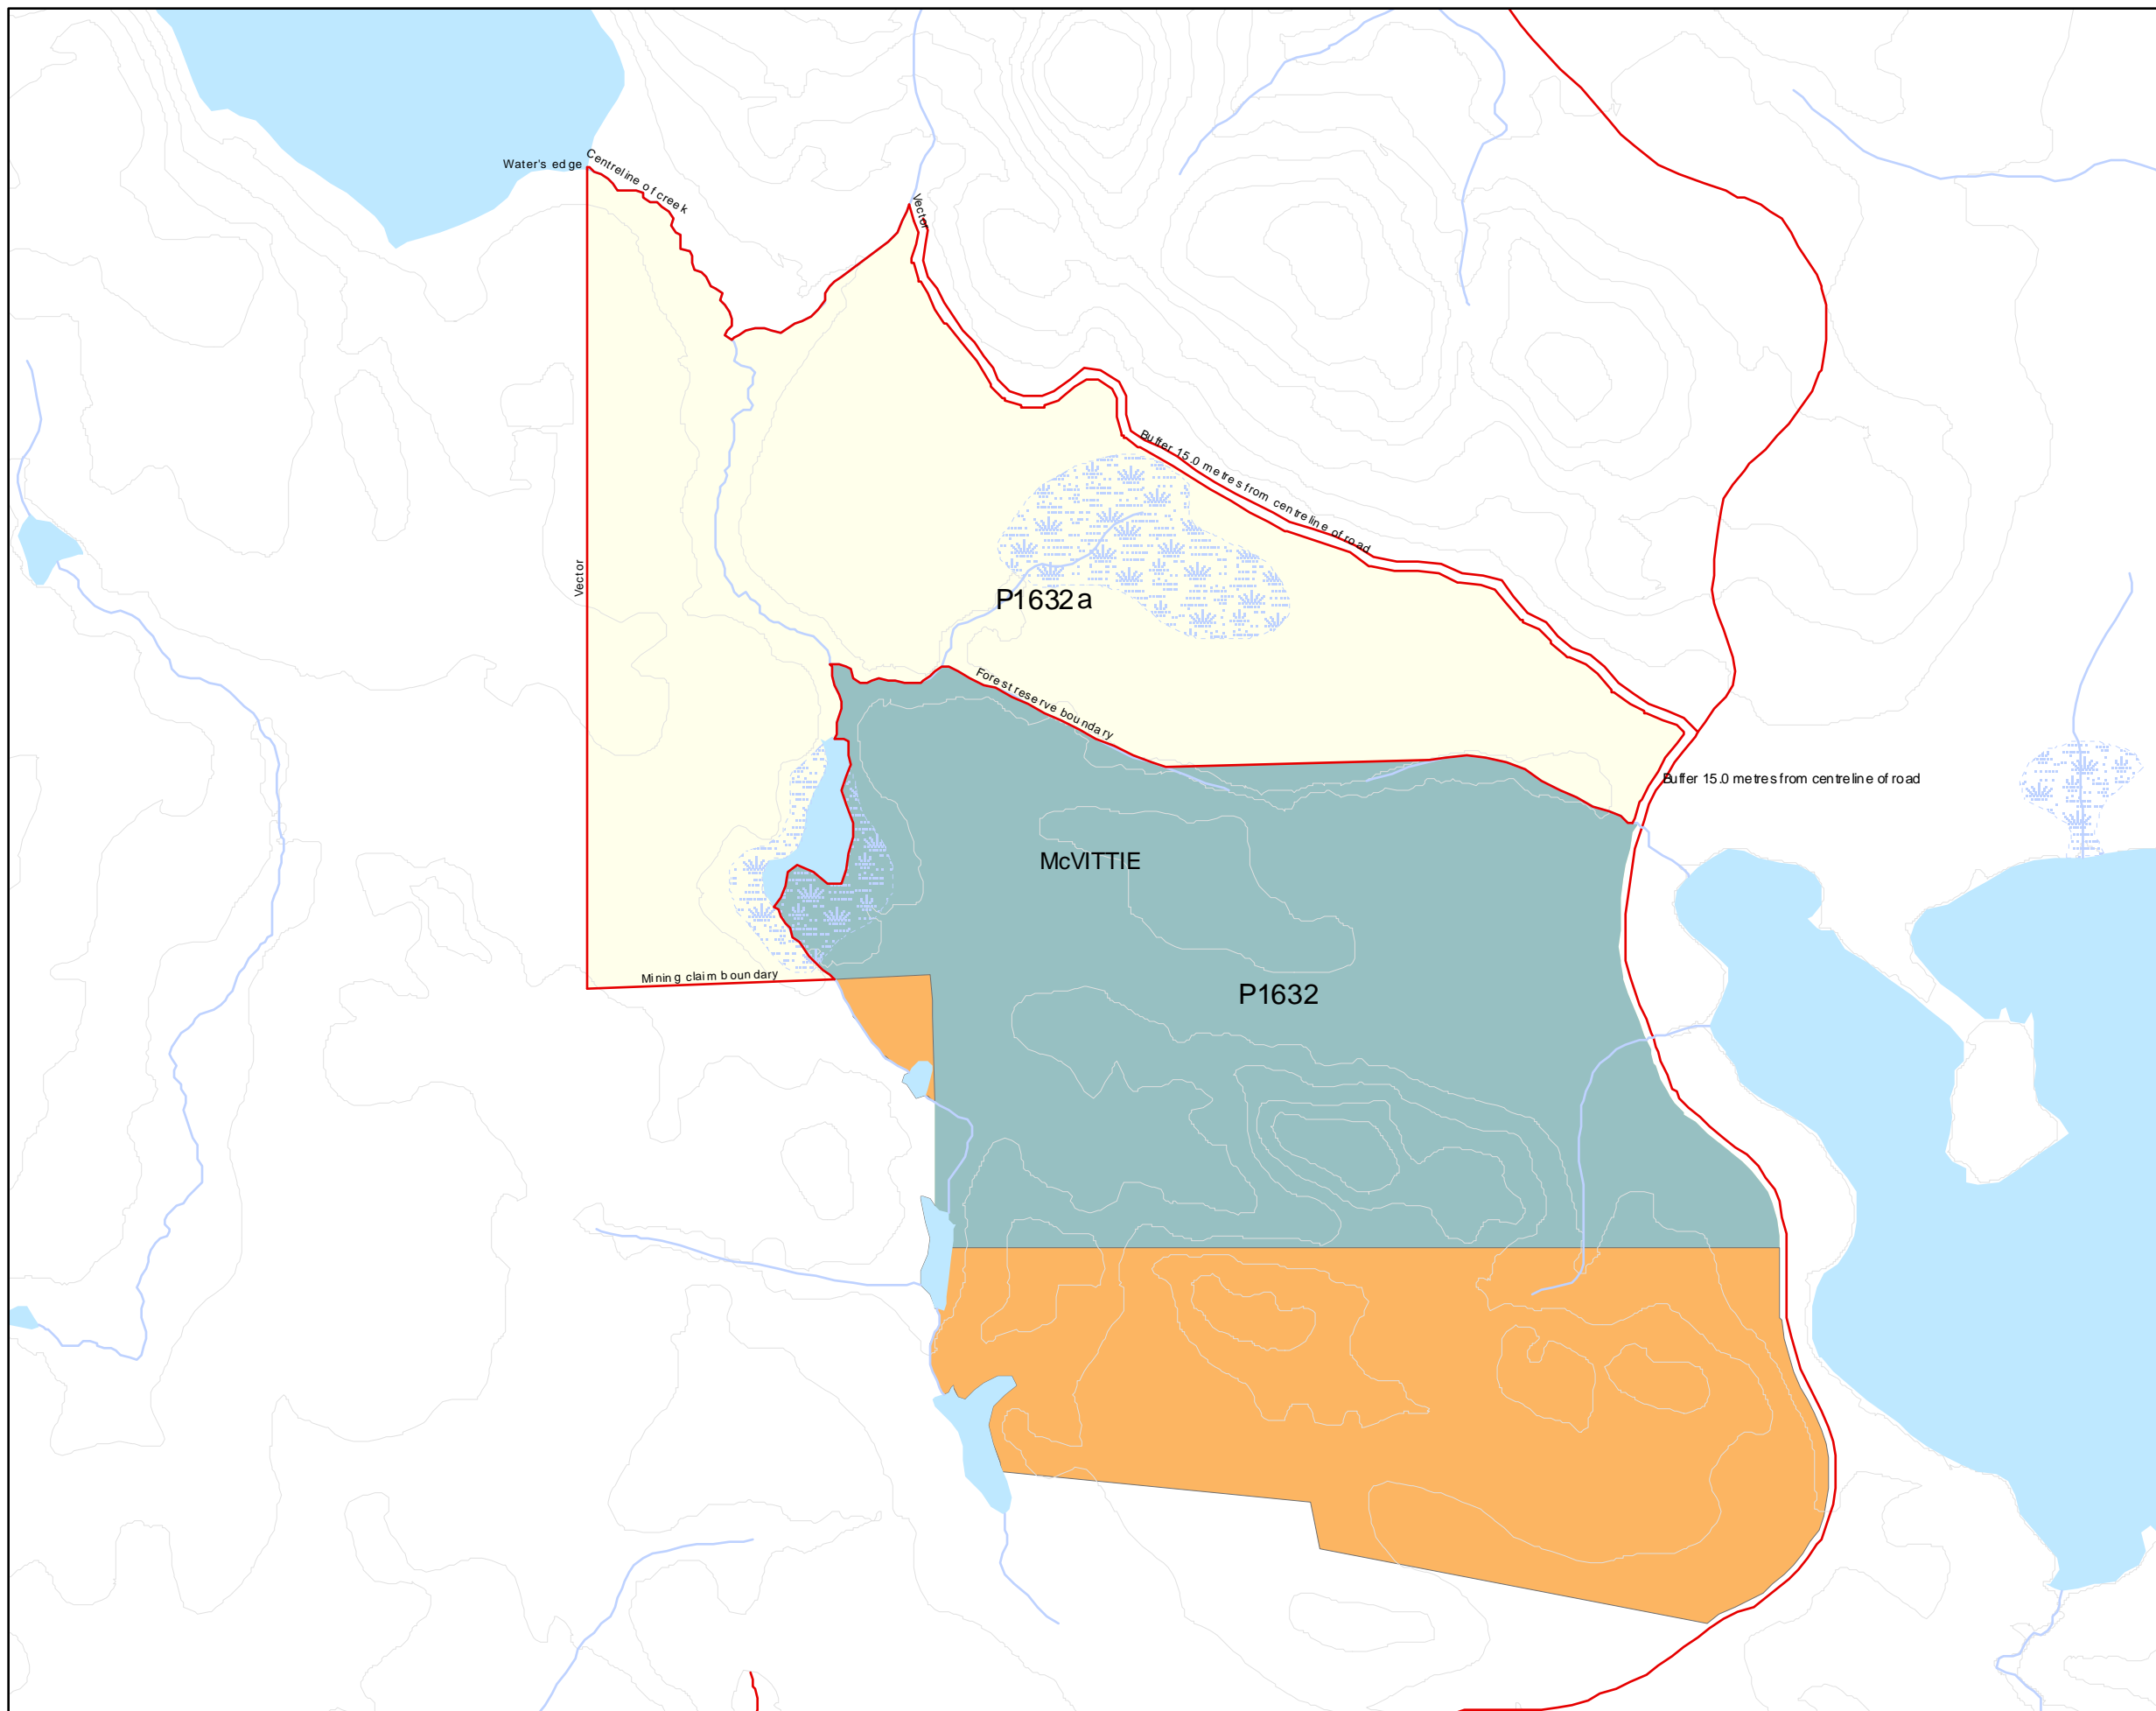 Water's edge
Centreline of creek
Vector
Buffer 15.0 metres from centreline of road
Vector
P1632a
Forest reserve boundary
Buffer 15.0 metres from centreline of road
McVITTIE
Mining claim boundary
P1632